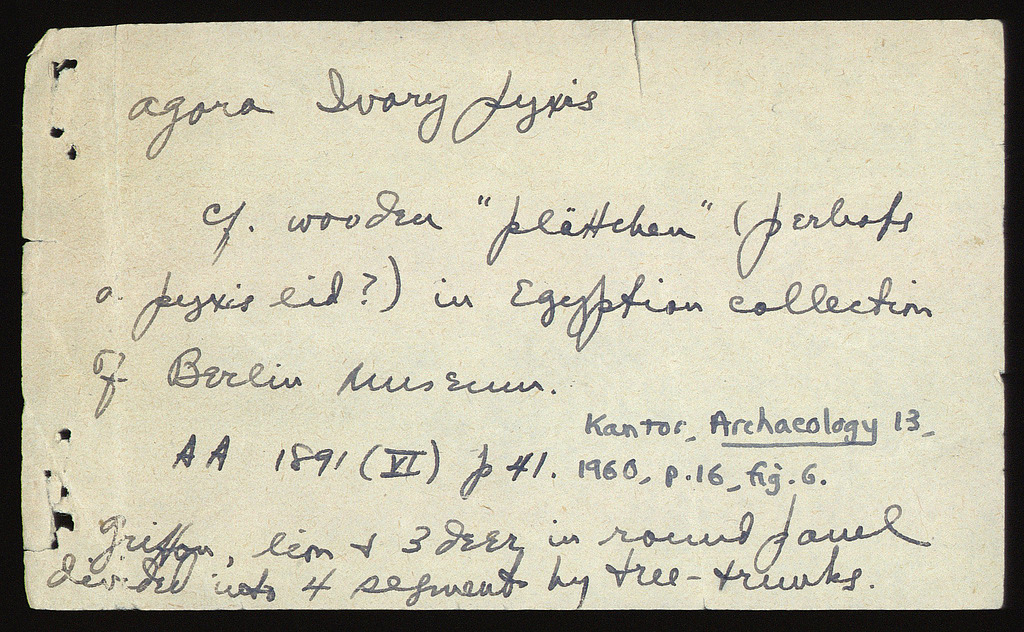 agora Ivory pyxis
cf. wooden "plättchen" (perhaps
a pyxis lid?) in Egyptian collection
of Berlin Museum.
Kantor, Archaeology 13,
AA 1891 (VI) p 41. 1960, p.16, fig. 6.
Griffon, lion + 3 deer in round panel
divided into 4 segments by tree-trunks.